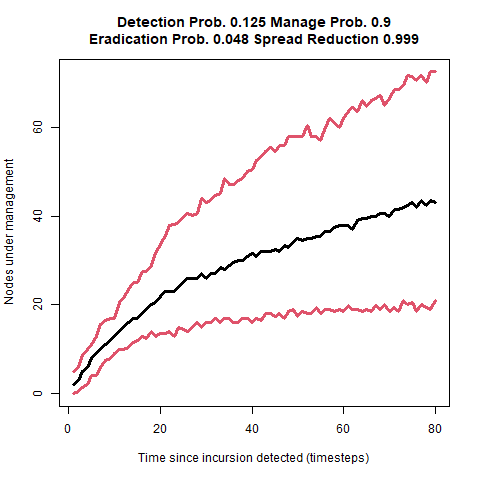 Detection Prob. 0.125 Manage Prob. 0.9
Eradication Prob. 0.048 Spread Reduction 0.999
Nodes under management
60
40
20
0
0 20 40 60 80
Time since incursion detected (timesteps)